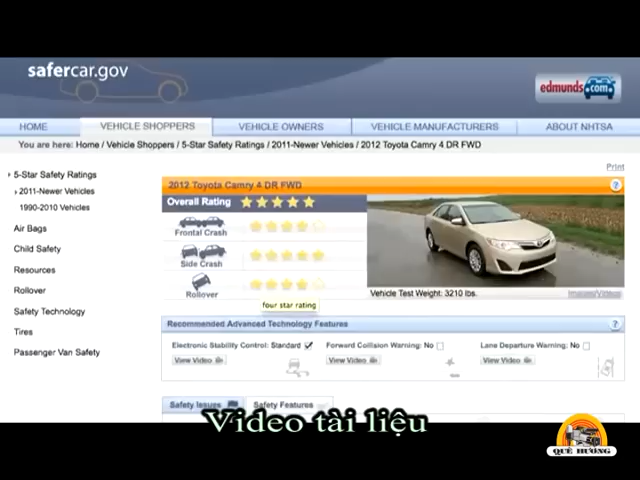 safercar.gov
edmunds.com
HOME
VEHICLE SHOPPERS
VEHICLE OWNERS
VEHICLE MANUFACTURERS
ABOUT NHTSA
You are here: Home / Vehicle Shoppers / 5-Star Safety Ratings / 2011-Newer Vehicles / 2012 Toyota Camry 4 DR FWD
Print
5-Star Safety Ratings
2011-Newer Vehicles
1990-2010 Vehicles
Air Bags
Child Safety
Resources
Rollover
Safety Technology
Tires
Passenger Van Safety
2012 Toyota Camry 4 DR FWD
?
Overall Rating
Frontal Crash
Side Crash
Rollover
four star rating
Vehicle Test Weight: 3210 lbs.
Images/Videos
Recommended Advanced Technology Features
?
Electronic Stability Control: Standard
Forward Collision Warning: No
Lane Departure Warning: No
View Video
View Video
View Video
Safety Issues
Safety Features
Video tài liệu
QUÊ HƯƠNG